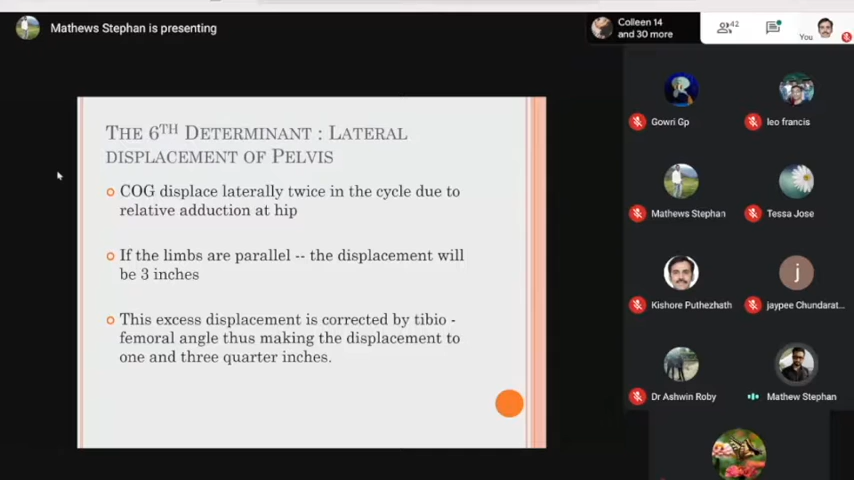 Mathews Stephan is presenting
Colleen 14
and 30 more
42
You
THE 6TH DETERMINANT : LATERAL
DISPLACEMENT OF PELVIS
COG displace laterally twice in the cycle due to
relative adduction at hip
If the limbs are parallel -- the displacement will
be 3 inches
This excess displacement is corrected by tibio -
femoral angle thus making the displacement to
one and three quarter inches.
Gowri Gp
leo francis
Mathews Stephan
Tessa Jose
j
Kishore Puthezhath
jaypee Chundarat...
Dr Ashwin Roby
Mathew Stephan